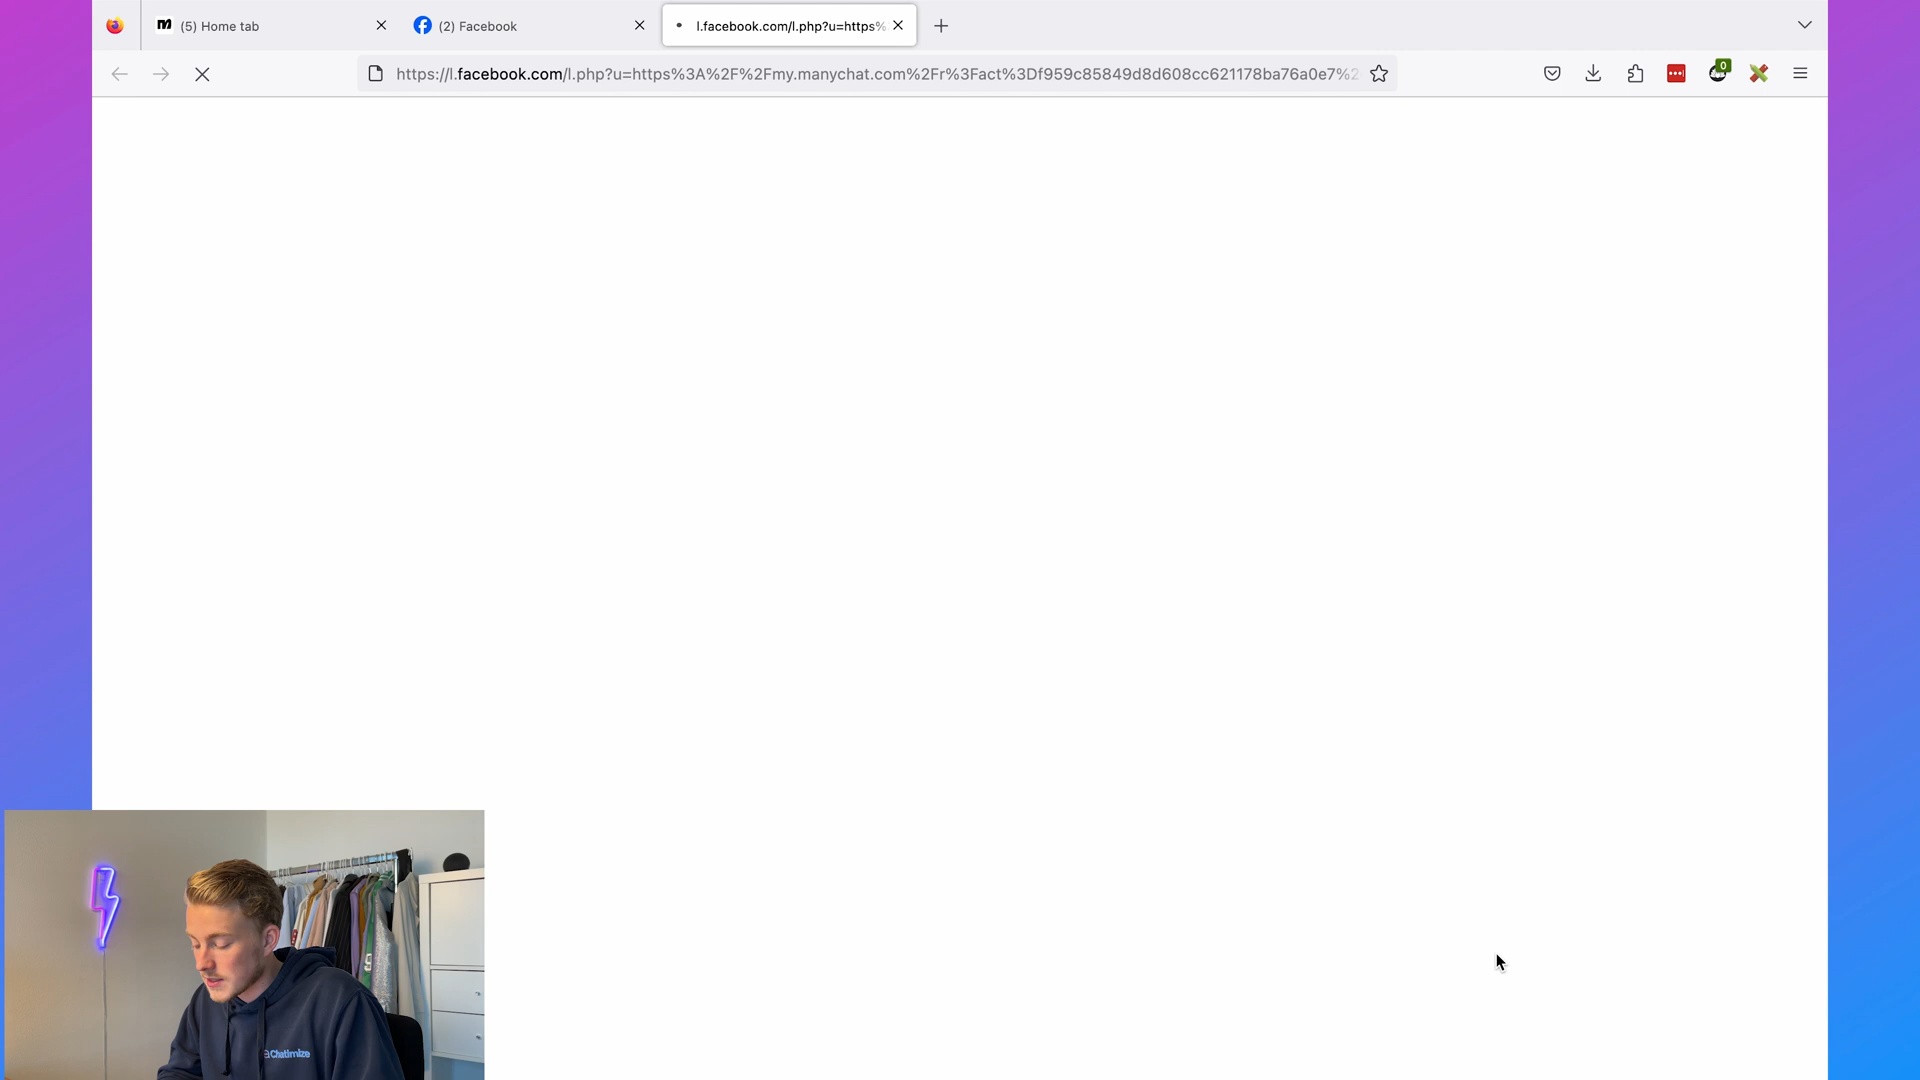 (5) Home tab
(2) Facebook
l.facebook.com/l.php?u=https%
https://l.facebook.com/l.php?u=https%3A%2F%2Fmy.manychat.com%2Fr%3Fact%3Df959c85849d8d608cc621178ba76a0e7%2
0
Chatimize